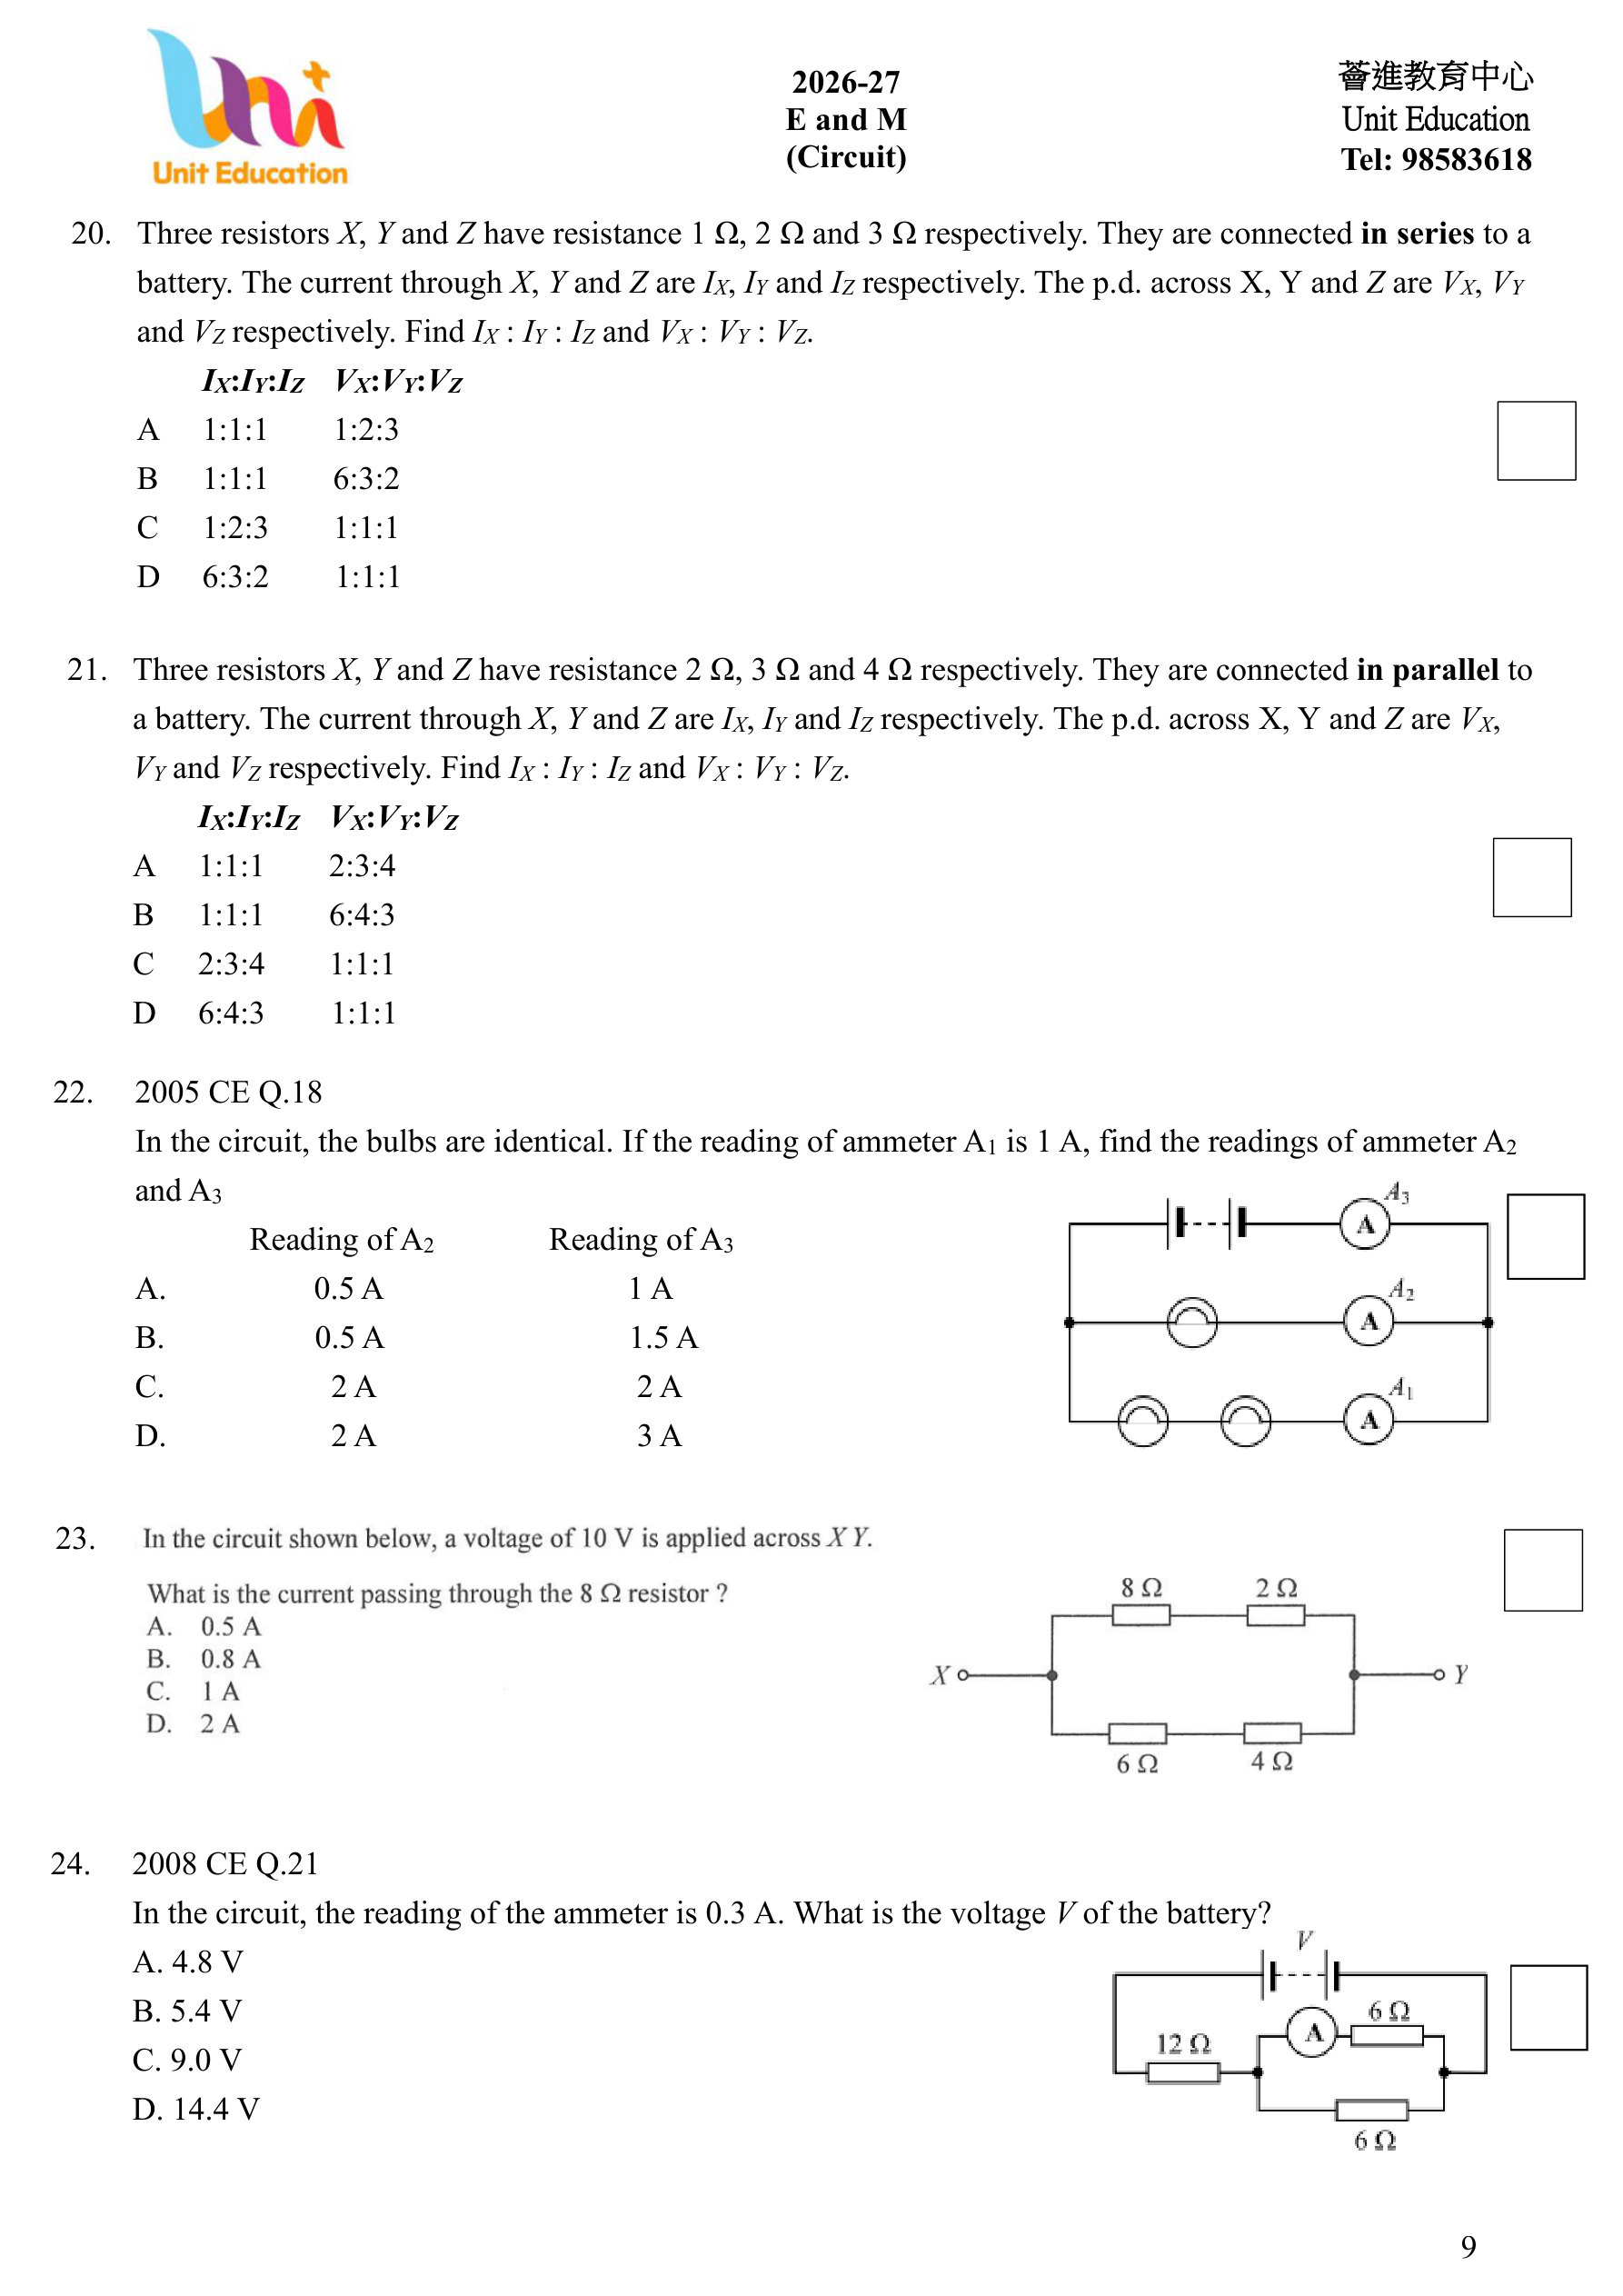 Uni
Unit Education
2026-27
E and M
(Circuit)
薈進教育中心
Unit Education
Tel: 98583618
20. Three resistors X, Y and Z have resistance 1 Ω, 2 Ω and 3 Ω respectively. They are connected in series to a
battery. The current through X, Y and Z are IX, IY and IZ respectively. The p.d. across X, Y and Z are VX, VY
and VZ respectively. Find IX : IY : IZ and VX : VY : VZ.
IX:IY:IZ VX:VY:VZ
A 1:1:1 1:2:3
B 1:1:1 6:3:2
C 1:2:3 1:1:1
D 6:3:2 1:1:1
21. Three resistors X, Y and Z have resistance 2 Ω, 3 Ω and 4 Ω respectively. They are connected in parallel to
a battery. The current through X, Y and Z are IX, IY and IZ respectively. The p.d. across X, Y and Z are VX,
VY and VZ respectively. Find IX : IY : IZ and VX : VY : VZ.
IX:IY:IZ VX:VY:VZ
A 1:1:1 2:3:4
B 1:1:1 6:4:3
C 2:3:4 1:1:1
D 6:4:3 1:1:1
22. 2005 CE Q.18
In the circuit, the bulbs are identical. If the reading of ammeter A1 is 1 A, find the readings of ammeter A2
and A3
Reading of A2 Reading of A3
A. 0.5 A 1 A
B. 0.5 A 1.5 A
C. 2 A 2 A
D. 2 A 3 A
A3
A
A2
A
A1
A
23. In the circuit shown below, a voltage of 10 V is applied across X Y.
What is the current passing through the 8 Ω resistor ?
A. 0.5 A
B. 0.8 A
C. 1 A
D. 2 A
8 Ω 2 Ω
X Y
6 Ω 4 Ω
24. 2008 CE Q.21
In the circuit, the reading of the ammeter is 0.3 A. What is the voltage V of the battery?
A. 4.8 V
B. 5.4 V
C. 9.0 V
D. 14.4 V
V
6 Ω
A
12 Ω
6 Ω
9